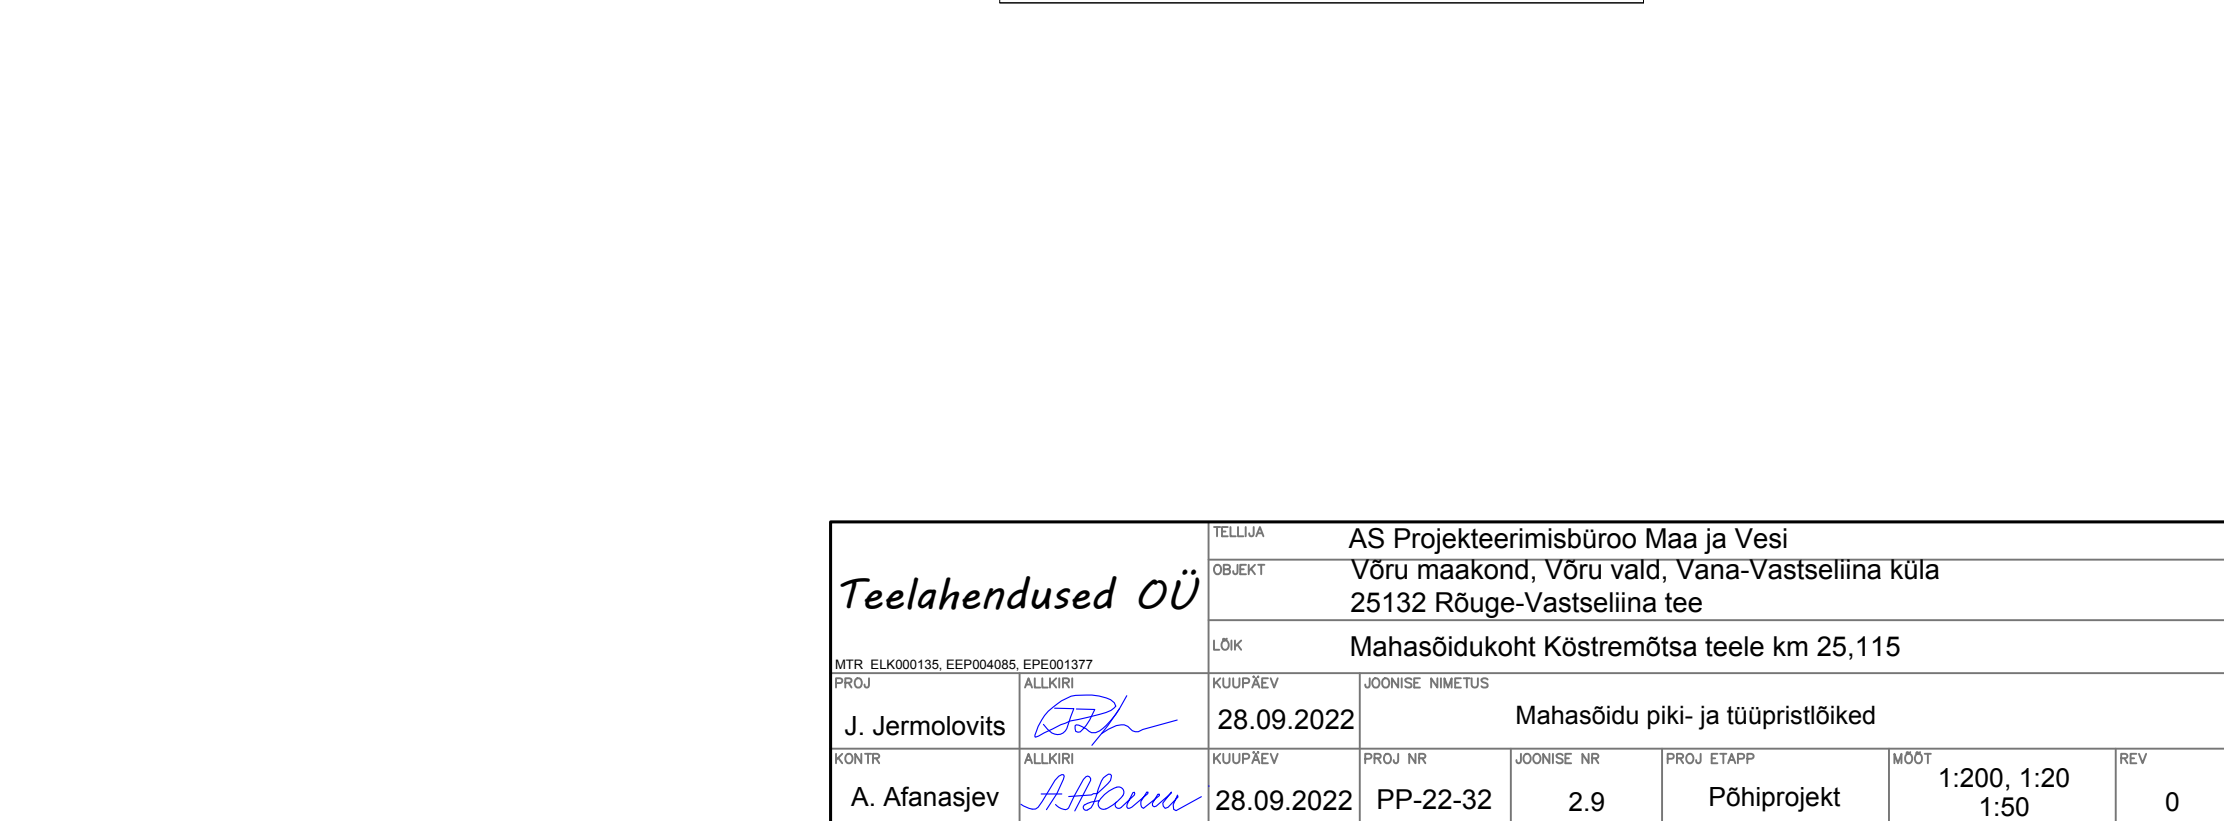 TELLIJA AS Projekteerimisbüroo Maa ja Vesi
Teelahendused OÜ
OBJEKT Võru maakond, Võru vald, Vana-Vastseliina küla
25132 Rõuge-Vastseliina tee
LÕIK Mahasõidukoht Köstremõtsa teele km 25,115
MTR ELK000135, EEP004085, EPE001377
PROJ ALLKIRI KUUPÄEV JOONISE NIMETUS
J. Jermolovits 28.09.2022 Mahasõidu piki- ja tüüpristlõiked
KONTR ALLKIRI KUUPÄEV PROJ NR JOONISE NR PROJ ETAPP MÕÕT REV
A. Afanasjev 28.09.2022 PP-22-32 2.9 Põhiprojekt 1:200, 1:20
1:50 0